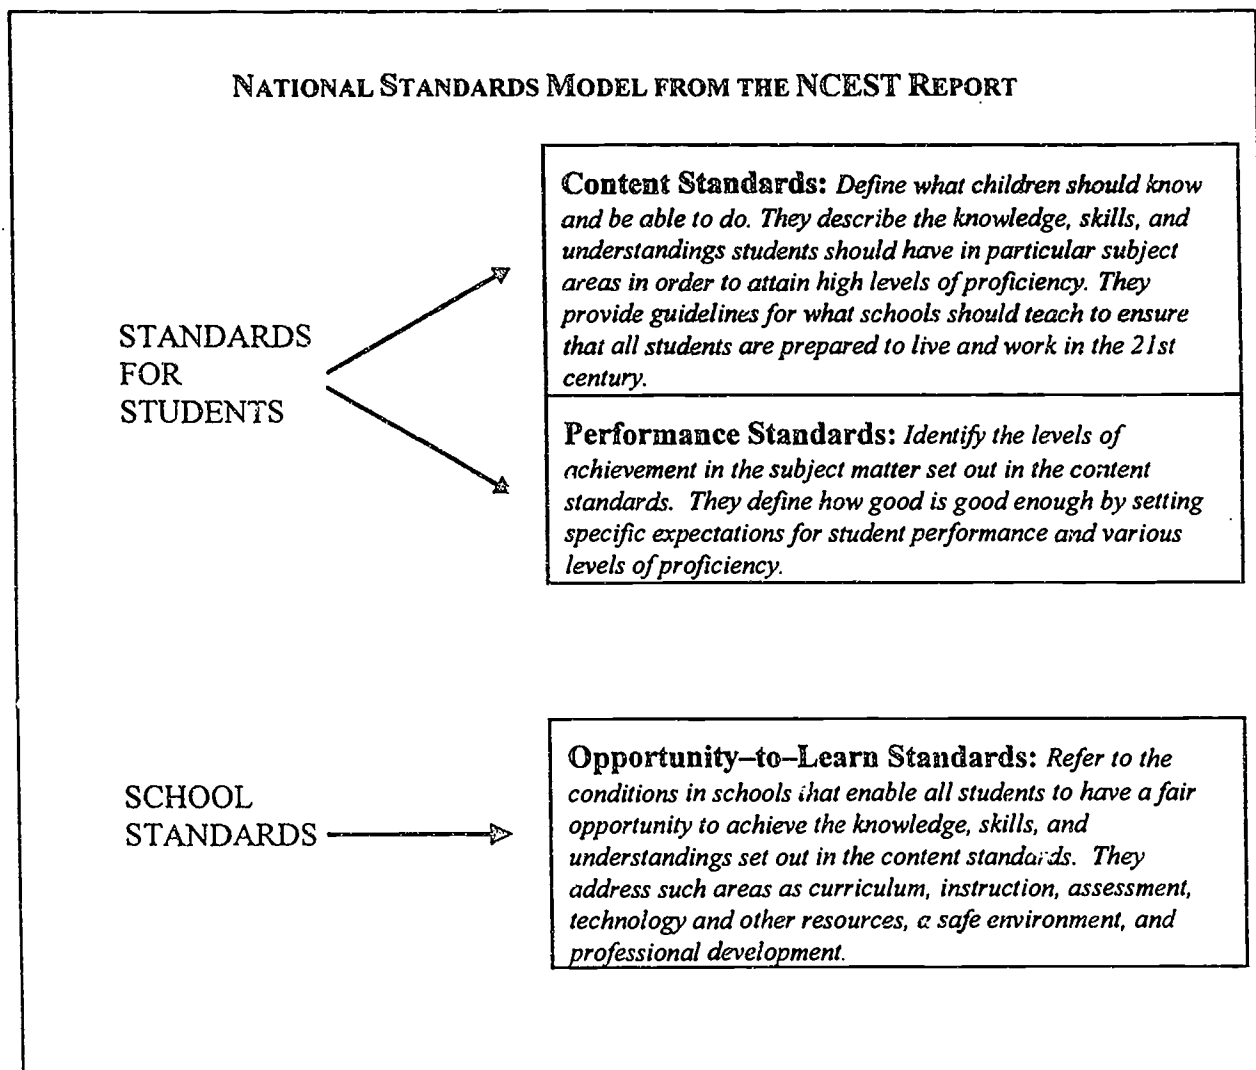 NATIONAL STANDARDS MODEL FROM THE NCEST REPORT
STANDARDS
FOR
STUDENTS
Content Standards: Define what children should know
and be able to do. They describe the knowledge, skills, and
understandings students should have in particular subject
areas in order to attain high levels of proficiency. They
provide guidelines for what schools should teach to ensure
that all students are prepared to live and work in the 21st
century.
Performance Standards: Identify the levels of
achievement in the subject matter set out in the content
standards. They define how good is good enough by setting
specific expectations for student performance and various
levels of proficiency.
SCHOOL
STANDARDS
Opportunity–to–Learn Standards: Refer to the
conditions in schools that enable all students to have a fair
opportunity to achieve the knowledge, skills, and
understandings set out in the content standards. They
address such areas as curriculum, instruction, assessment,
technology and other resources, a safe environment, and
professional development.